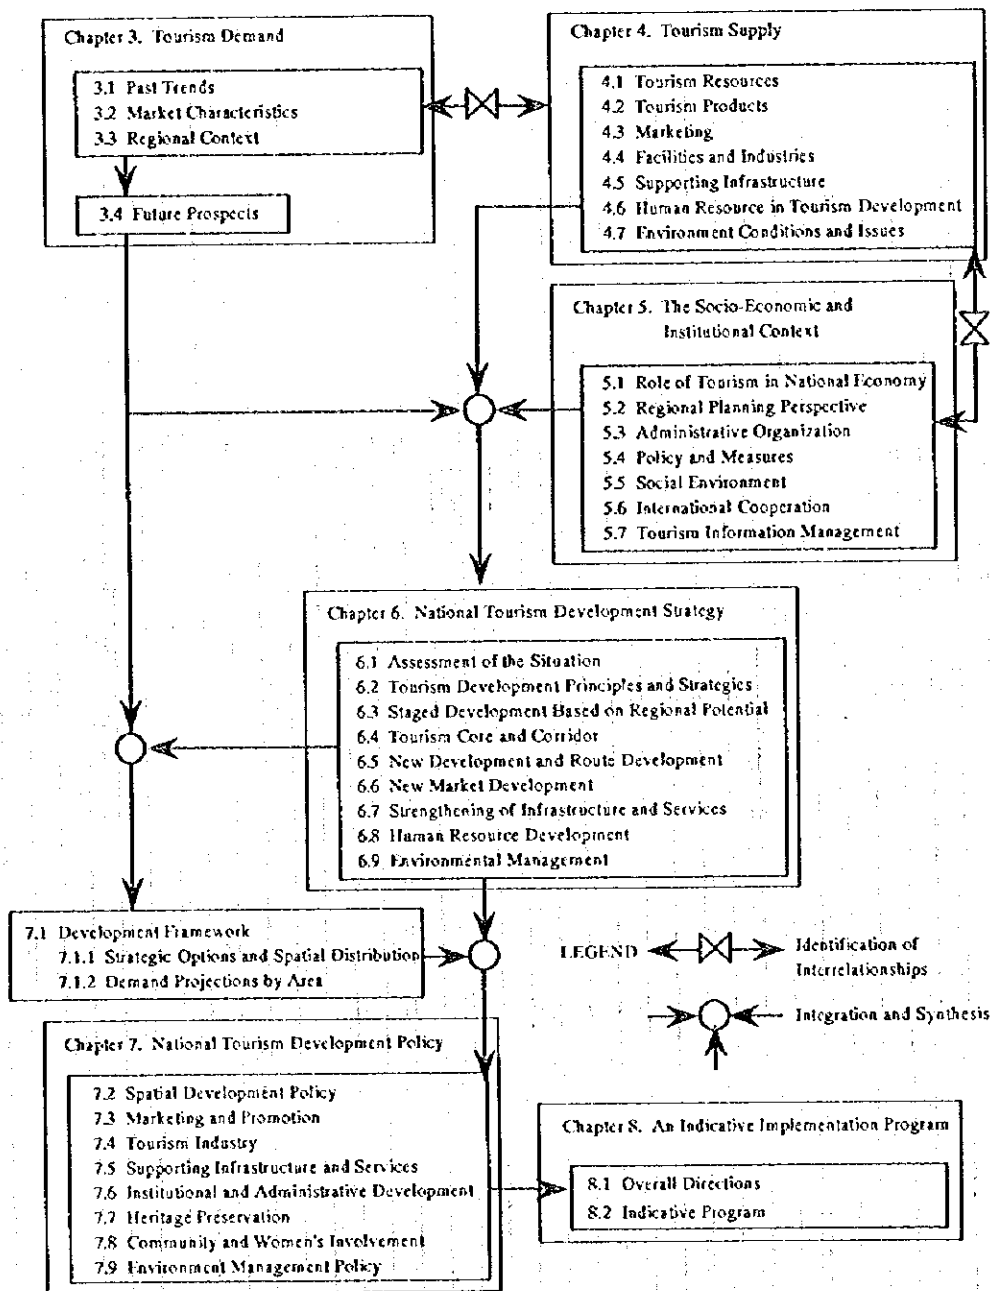 Chapter 3. Tourism Demand
3.1 Past Trends
3.2 Market Characteristics
3.3 Regional Context
3.4 Future Prospects
Chapter 4. Tourism Supply
4.1 Tourism Resources
4.2 Tourism Products
4.3 Marketing
4.4 Facilities and Industries
4.5 Supporting Infrastructure
4.6 Human Resource in Tourism Development
4.7 Environment Conditions and Issues
Chapter 5. The Socio-Economic and
Institutional Context
5.1 Role of Tourism in National Economy
5.2 Regional Planning Perspective
5.3 Administrative Organization
5.4 Policy and Measures
5.5 Social Environment
5.6 International Cooperation
5.7 Tourism Information Management
Chapter 6. National Tourism Development Strategy
6.1 Assessment of the Situation
6.2 Tourism Development Principles and Strategies
6.3 Staged Development Based on Regional Potential
6.4 Tourism Core and Corridor
6.5 New Development and Route Development
6.6 New Market Development
6.7 Strengthening of Infrastructure and Services
6.8 Human Resource Development
6.9 Environmental Management
7.1 Development Framework
7.1.1 Strategic Options and Spatial Distribution
7.1.2 Demand Projections by Area
LEGEND
Identification of
Interrelationships
Integration and Synthesis
Chapter 7. National Tourism Development Policy
7.2 Spatial Development Policy
7.3 Marketing and Promotion
7.4 Tourism Industry
7.5 Supporting Infrastructure and Services
7.6 Institutional and Administrative Development
7.7 Heritage Preservation
7.8 Community and Women's Involvement
7.9 Environment Management Policy
Chapter 8. An Indicative Implementation Program
8.1 Overall Directions
8.2 Indicative Program